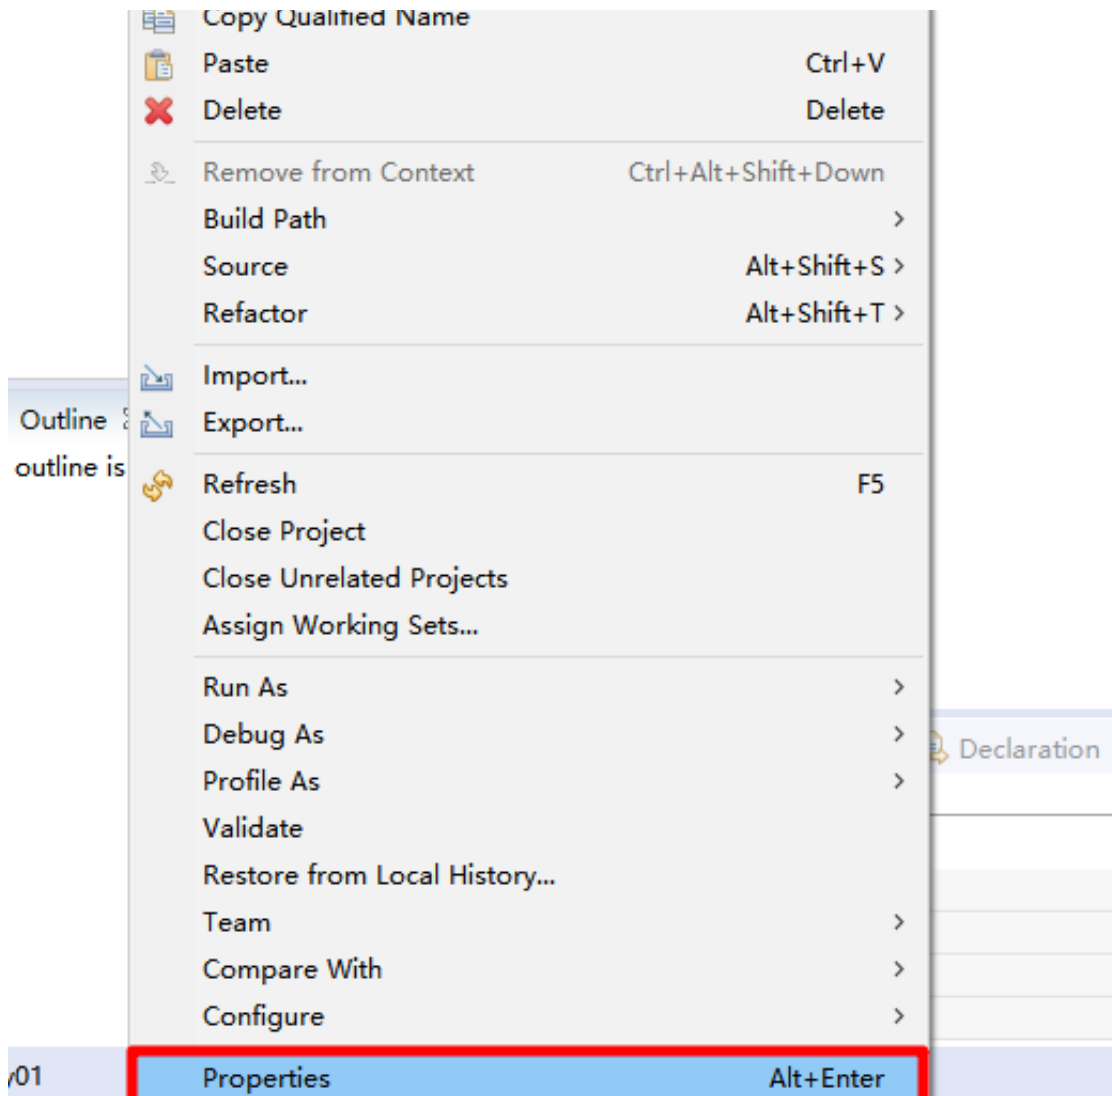 Copy Qualified Name
Paste Ctrl+V
Delete Delete
Remove from Context Ctrl+Alt+Shift+Down
Build Path
Source Alt+Shift+S
Refactor Alt+Shift+T
Import...
Outline
Export...
outline is
Refresh F5
Close Project
Close Unrelated Projects
Assign Working Sets...
Run As
Debug As
Declaration
Profile As
Validate
Restore from Local History...
Team
Compare With
Configure
y01
Properties Alt+Enter